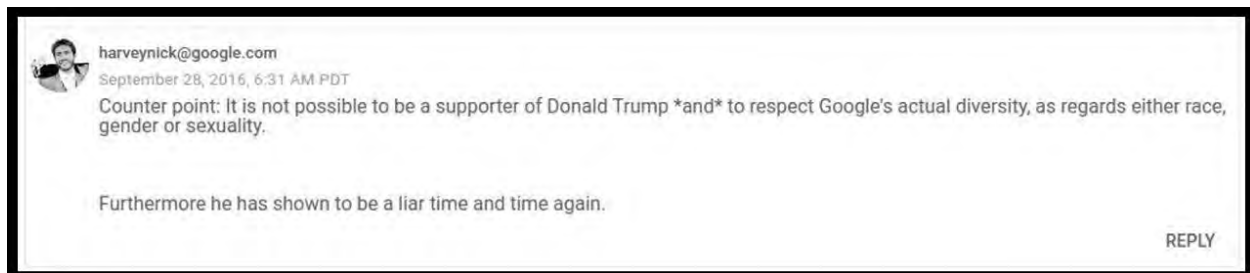 harveynick@google.com
September 28, 2016, 6:31 AM PDT
Counter point: It is not possible to be a supporter of Donald Trump *and* to respect Google's actual diversity, as regards either race,
gender or sexuality.
Furthermore he has shown to be a liar time and time again.
REPLY